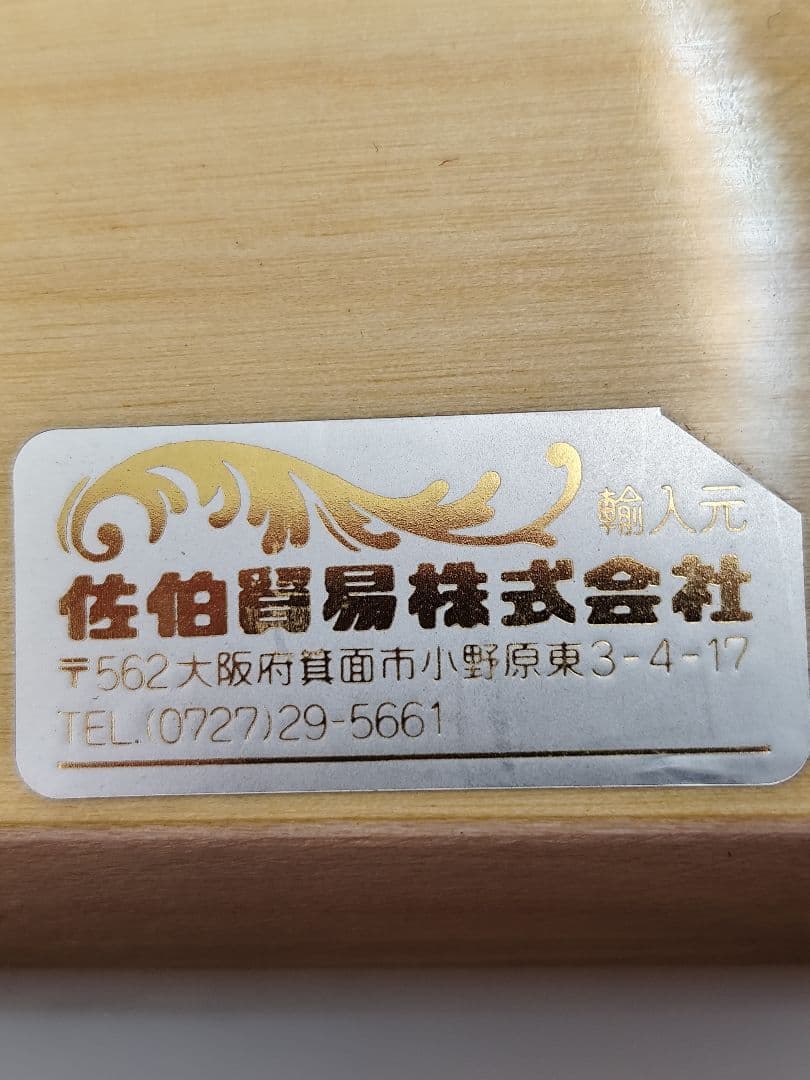 輸入元
佐伯貿易株式会社
〒562大阪府箕面市小野原東3-4-17
TEL.(0727)29-5661